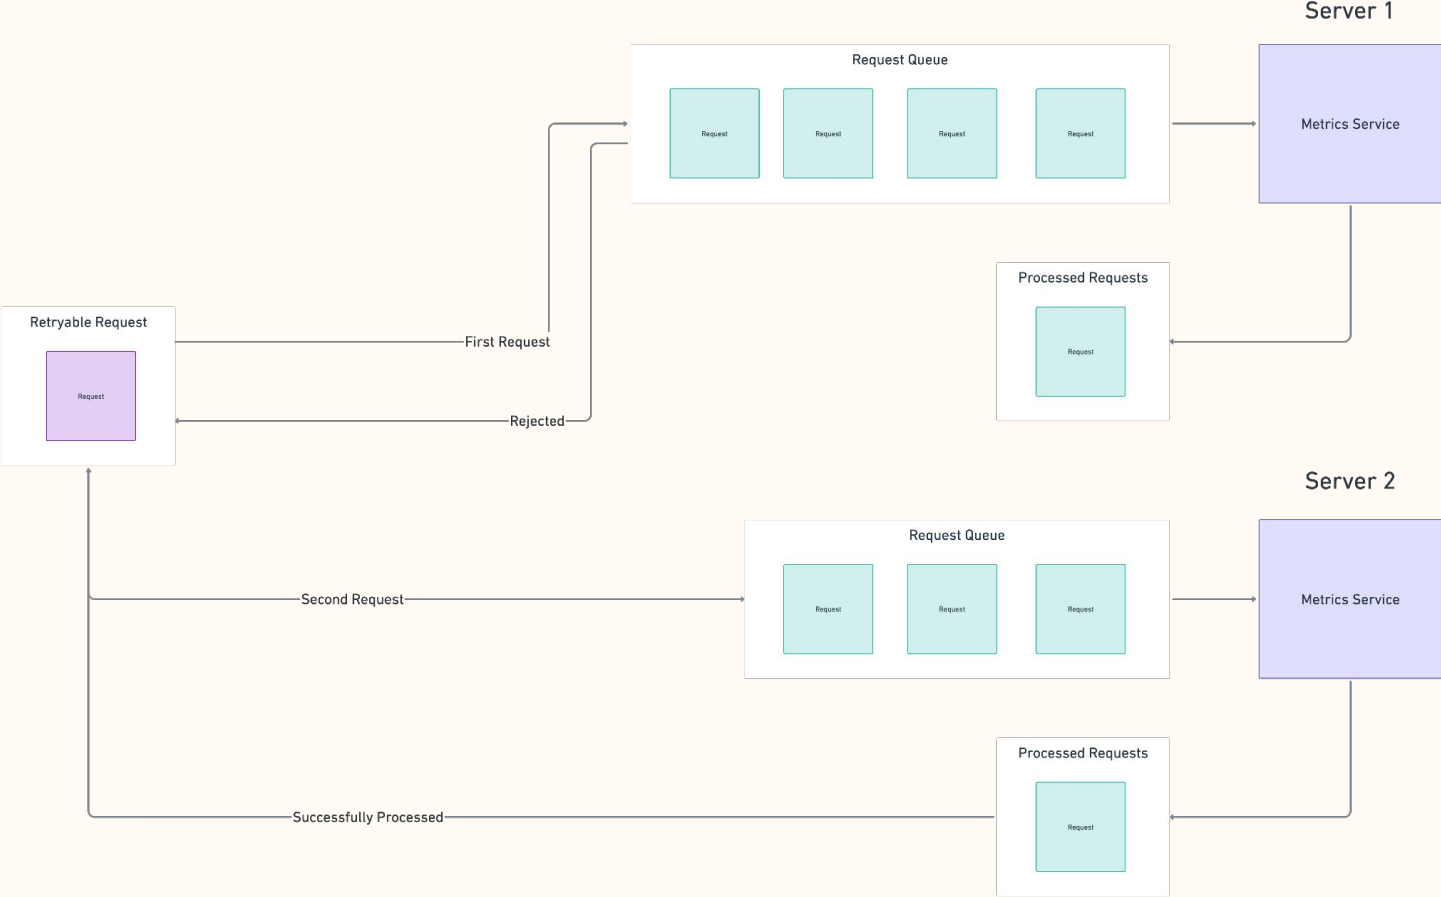 Server 1
Request Queue
Request
Request
Request
Request
Metrics Service
Processed Requests
Request
Retryable Request
Request
First Request
Rejected
Server 2
Request Queue
Request
Request
Request
Metrics Service
Second Request
Processed Requests
Request
Successfully Processed